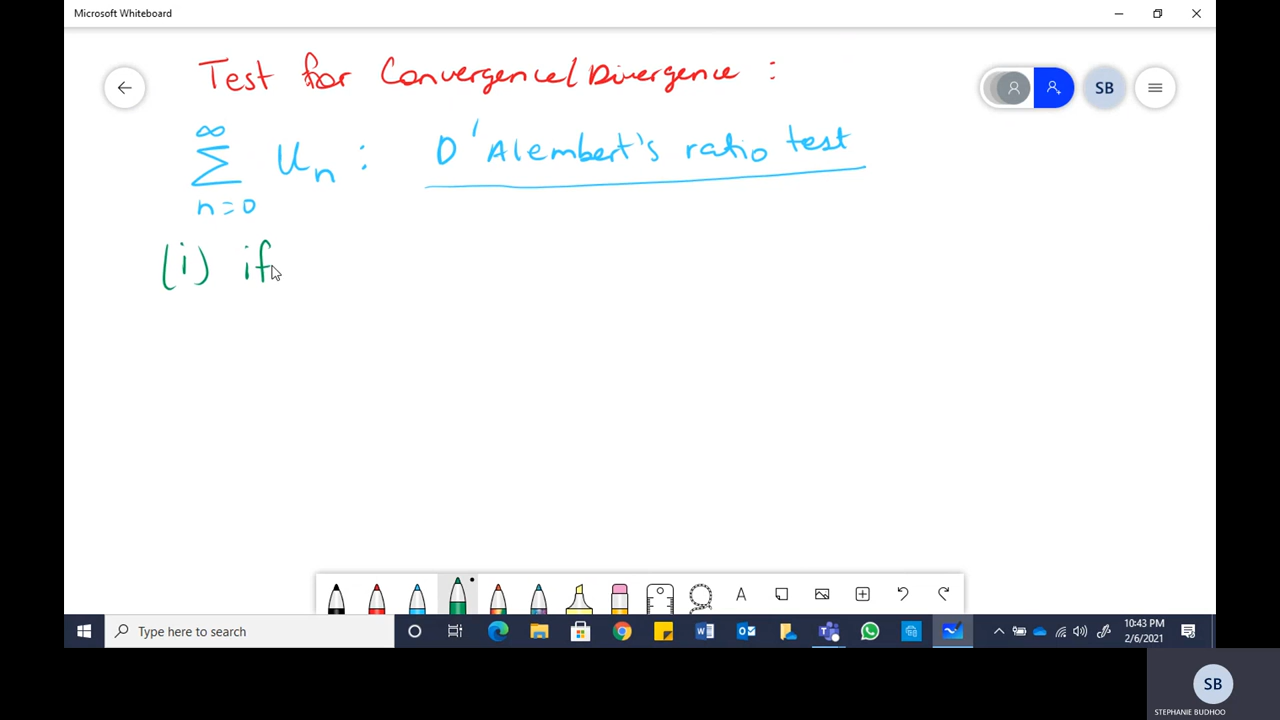 Microsoft Whiteboard
Test for Convergence/Divergence :
SB
∞
∑ Un : D'Alembert's ratio test
n=0
(i) if
A
Type here to search
10:43 PM
2/6/2021
SB
STEPHANIE BUDHOO